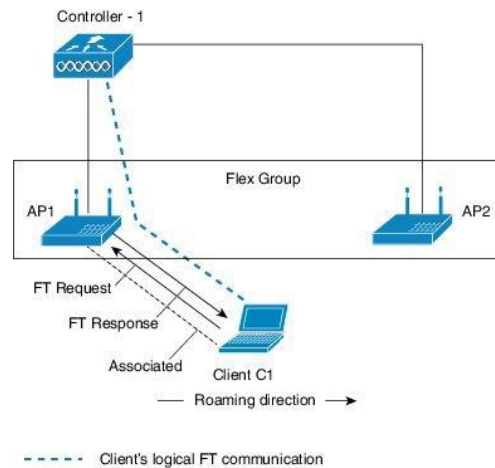 Controller - 1
Flex Group
AP1
AP2
FT Request
FT Response
Associated
Client C1
Roaming direction
Client's logical FT communication